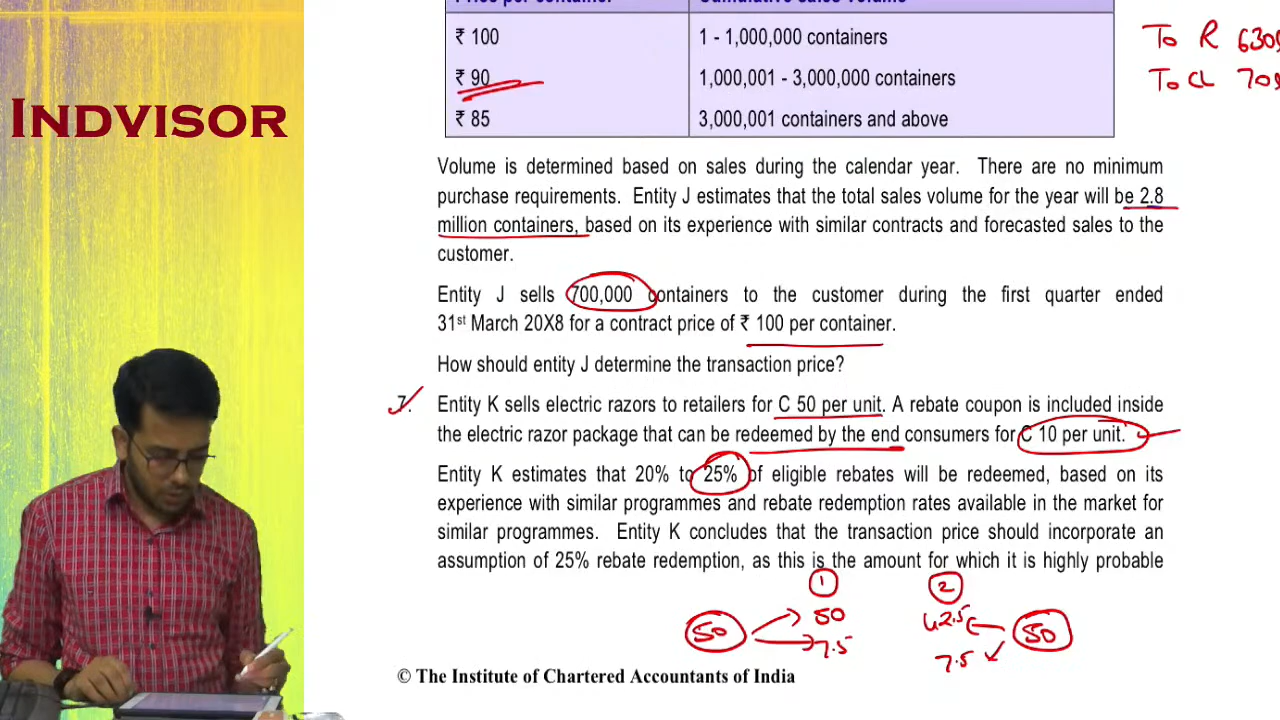 INDVISOR
₹ 100 1 - 1,000,000 containers
₹ 90 1,000,001 - 3,000,000 containers
₹ 85 3,000,001 containers and above
To R 630
To CL 70
Volume is determined based on sales during the calendar year. There are no minimum
purchase requirements. Entity J estimates that the total sales volume for the year will be 2.8
million containers, based on its experience with similar contracts and forecasted sales to the
customer.
Entity J sells 700,000 containers to the customer during the first quarter ended
31st March 20X8 for a contract price of ₹ 100 per container.
How should entity J determine the transaction price?
7. Entity K sells electric razors to retailers for C 50 per unit. A rebate coupon is included inside
the electric razor package that can be redeemed by the end consumers for C 10 per unit.
Entity K estimates that 20% to 25% of eligible rebates will be redeemed, based on its
experience with similar programmes and rebate redemption rates available in the market for
similar programmes. Entity K concludes that the transaction price should incorporate an
assumption of 25% rebate redemption, as this is the amount for which it is highly probable
1 2
50 50 42.5 50
7.5 7.5
© The Institute of Chartered Accountants of India